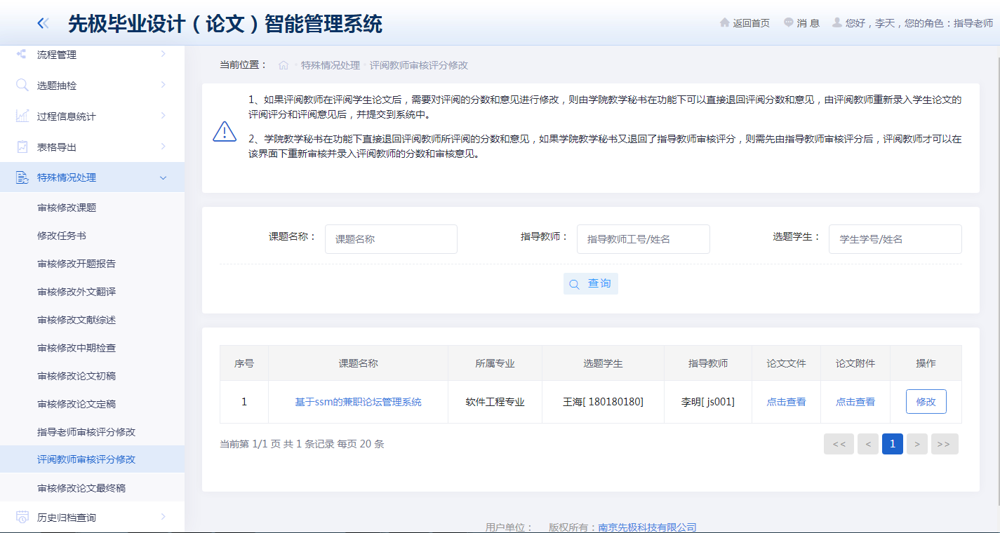 先极毕业设计（论文）智能管理系统
返回首页 消 息 您好，李天，您的角色：指导老师
流程管理
选题抽检
过程信息统计
表格导出
特殊情况处理
审核修改课题
修改任务书
审核修改开题报告
审核修改外文翻译
审核修改文献综述
审核修改中期检查
审核修改论文初稿
审核修改论文定稿
指导老师审核评分修改
评阅教师审核评分修改
审核修改论文最终稿
历史归档查询
当前位置： 特殊情况处理 评阅教师审核评分修改
1、如果评阅教师在评阅学生论文后，需要对评阅的分数和意见进行修改，则由学院教学秘书在功能下可以直接退回评阅分数和意见，由评阅教师重新录入学生论文的
评阅评分和评阅意见后，并提交到系统中。
2、学院教学秘书在功能下直接退回评阅教师所评阅的分数和意见，如果学院教学秘书又退回了指导教师审核评分，则需先由指导教师审核评分后，评阅教师才可以在
该界面下重新审核并录入评阅教师的分数和审核意见。
课题名称： 课题名称 指导教师： 指导教师工号/姓名 选题学生： 学生学号/姓名
查询
序号 课题名称 所属专业 选题学生 指导教师 论文文件 论文附件 操作
1 基于ssm的兼职论坛管理系统 软件工程专业 王海[ 180180180] 李明[ js001] 点击查看 点击查看 修改
当前第 1/1 页 共 1 条记录 每页 20 条 << < 1 > >>
用户单位： 版权所有：南京先极科技有限公司